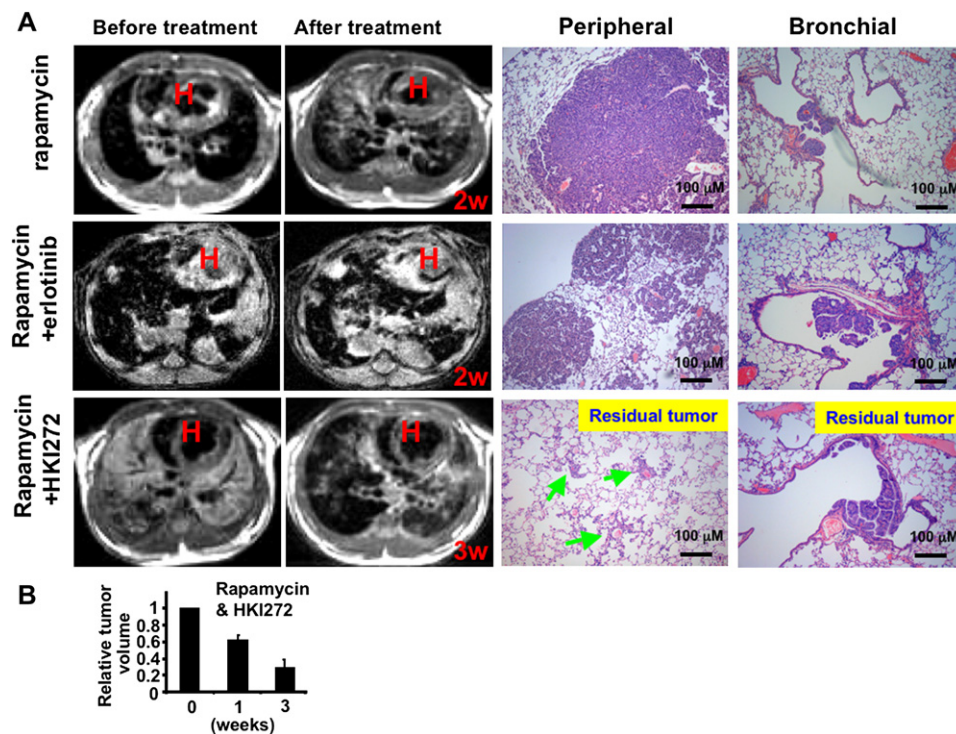 A
Before treatment
After treatment
Peripheral
Bronchial
rapamycin
H
H
2w
100 µM
100 µM
Rapamycin
+erlotinib
H
H
2w
100 µM
100 µM
Rapamycin
+HKI272
H
H
3w
Residual tumor
100 µM
Residual tumor
100 µM
B
Relative tumor
volume
Rapamycin
& HKI272
1
0.8
0.6
0.4
0.2
0
0
1
3
(weeks)